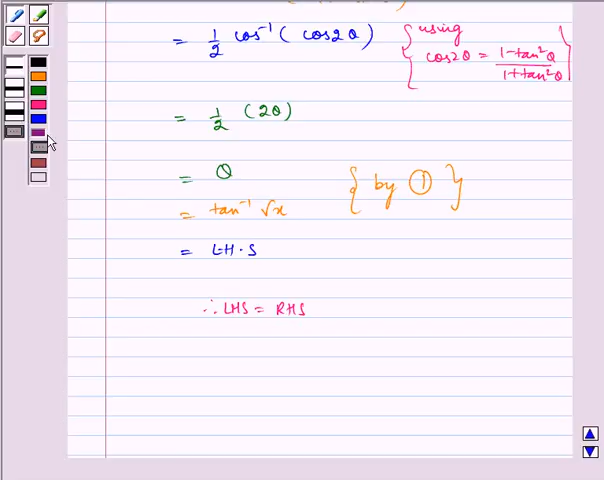 = 1/2 cos⁻¹ ( cos2θ )
{ using
cos2θ = (1-tan²θ)/(1+tan²θ) }
= 1/2 (2θ)
= θ
{ by ① }
= tan⁻¹ √x
= LH.S
∴ LHS = RHS